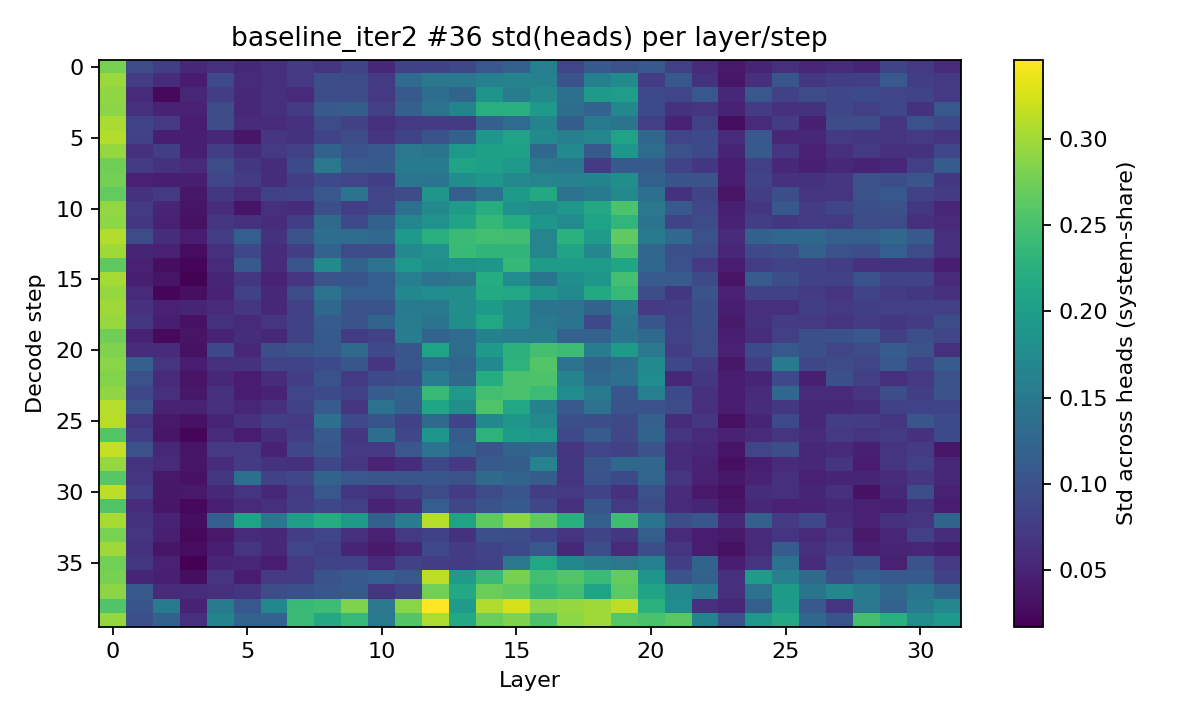 baseline_iter2 #36 std(heads) per layer/step
Decode step
0
5
10
15
20
25
30
35
0 5 10 15 20 25 30
Layer
0.30
0.25
0.20
0.15
0.10
0.05
Std across heads (system-share)